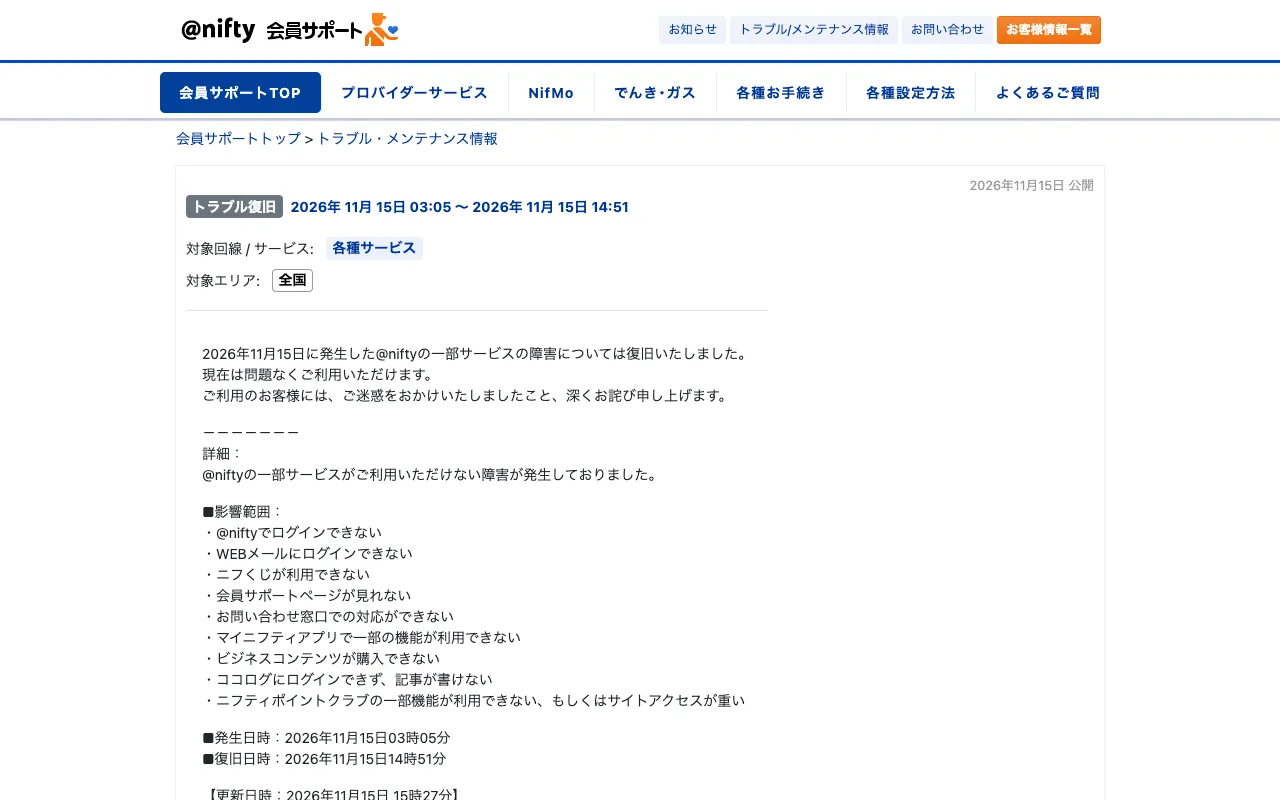 @nifty 会員サポート
お知らせ トラブル/メンテナンス情報 お問い合わせ お客様情報一覧
会員サポートTOP プロバイダーサービス NifMo でんき・ガス 各種お手続き 各種設定方法 よくあるご質問
会員サポートトップ > トラブル・メンテナンス情報
2026年11月15日 公開
トラブル復旧 2026年 11月 15日 03:05 〜 2026年 11月 15日 14:51
対象回線 / サービス: 各種サービス
対象エリア: 全国
2026年11月15日に発生した@niftyの一部サービスの障害については復旧いたしました。
現在は問題なくご利用いただけます。
ご利用のお客様には、ご迷惑をおかけいたしましたこと、深くお詫び申し上げます。
－－－－－－－
詳細：
@niftyの一部サービスがご利用いただけない障害が発生しておりました。
■影響範囲：
・@niftyでログインできない
・WEBメールにログインできない
・ニフくじが利用できない
・会員サポートページが見れない
・お問い合わせ窓口での対応ができない
・マイニフティアプリで一部の機能が利用できない
・ビジネスコンテンツが購入できない
・ココログにログインできず、記事が書けない
・ニフティポイントクラブの一部機能が利用できない、もしくはサイトアクセスが重い
■発生日時：2026年11月15日03時05分
■復旧日時：2026年11月15日14時51分
【更新日時：2026年11月15日 15時27分】